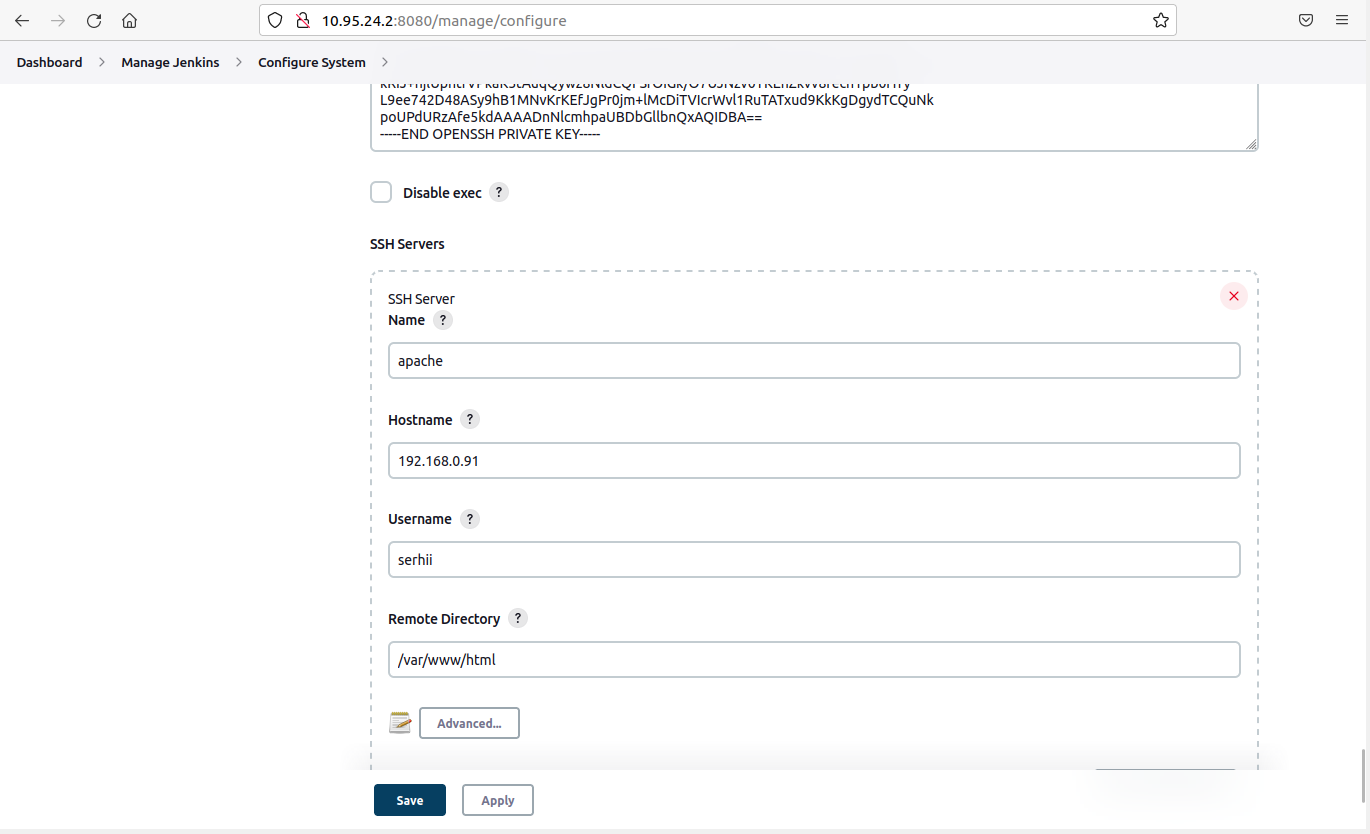 10.95.24.2:8080/manage/configure
Dashboard > Manage Jenkins > Configure System >
L9ee742D48ASy9hB1MNvKrKEfJgPr0jm+lMcDiTVIcrWvl1RuTATxud9KkKgDgydTCQuNk
poUPdURzAfe5kdAAAADnNlcmhpaUBDbGllbnQxAQIDBA==
-----END OPENSSH PRIVATE KEY-----
Disable exec ?
SSH Servers
SSH Server
Name ?
apache
Hostname ?
192.168.0.91
Username ?
serhii
Remote Directory ?
/var/www/html
Advanced...
Save Apply